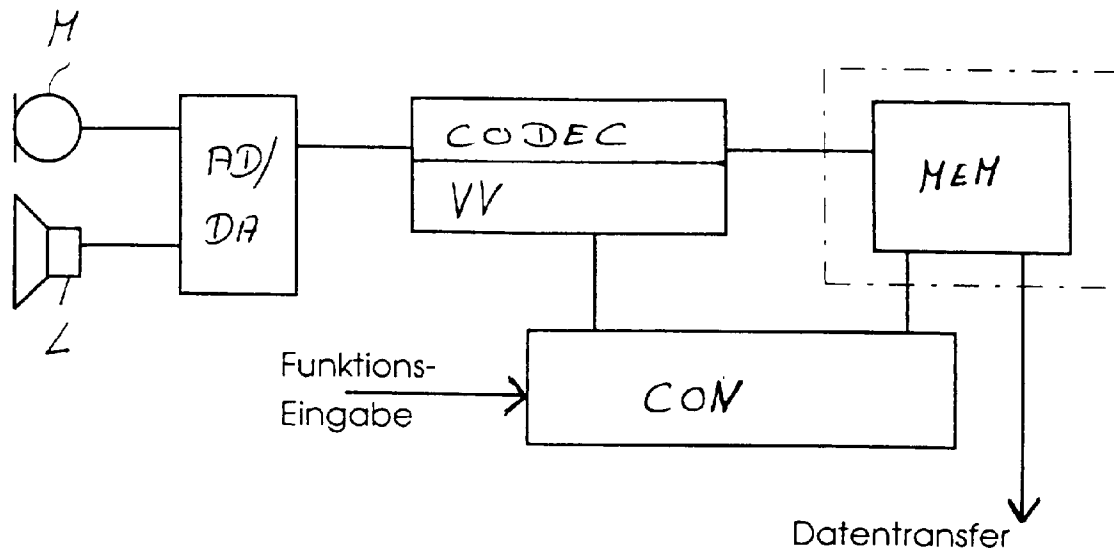 M
AD/
DA
CODEC
VV
MEM
L
Funktions-
Eingabe
CON
Datentransfer